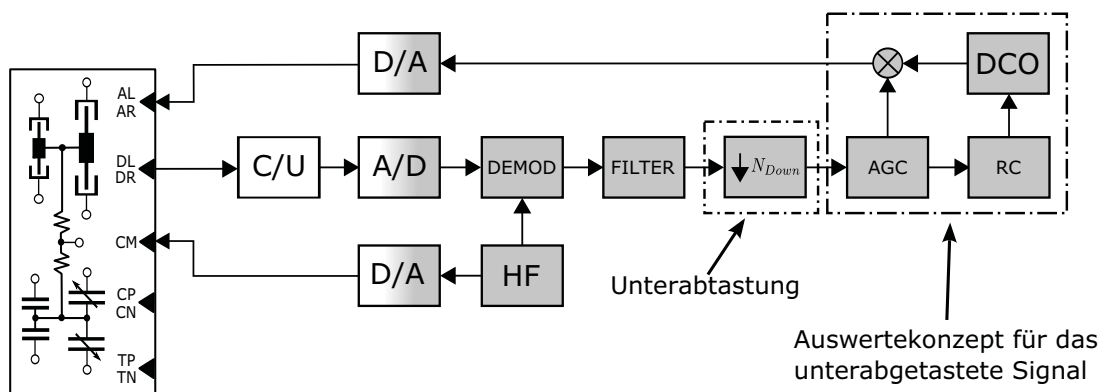 D/A
DCO
AL
AR
DL
DR
C/U
A/D
DEMOD
FILTER
N_Down
AGC
RC
CM
D/A
HF
Unterabtastung
CP
CN
TP
TN
Auswertekonzept für das
unterabgetastete Signal